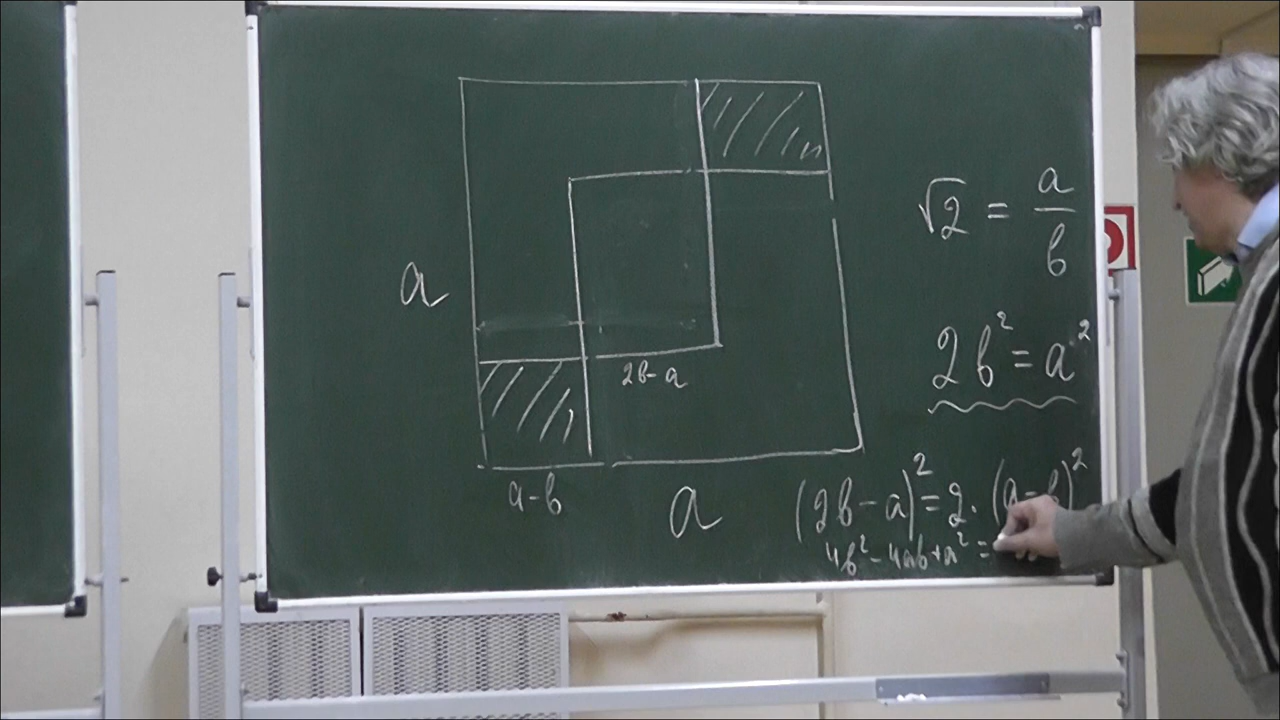 a
2b-a
a-b
a
√2 = a/b
2b² = a²
(2b-a)² = 2·(a-b)²
4b²-4ab+a² =